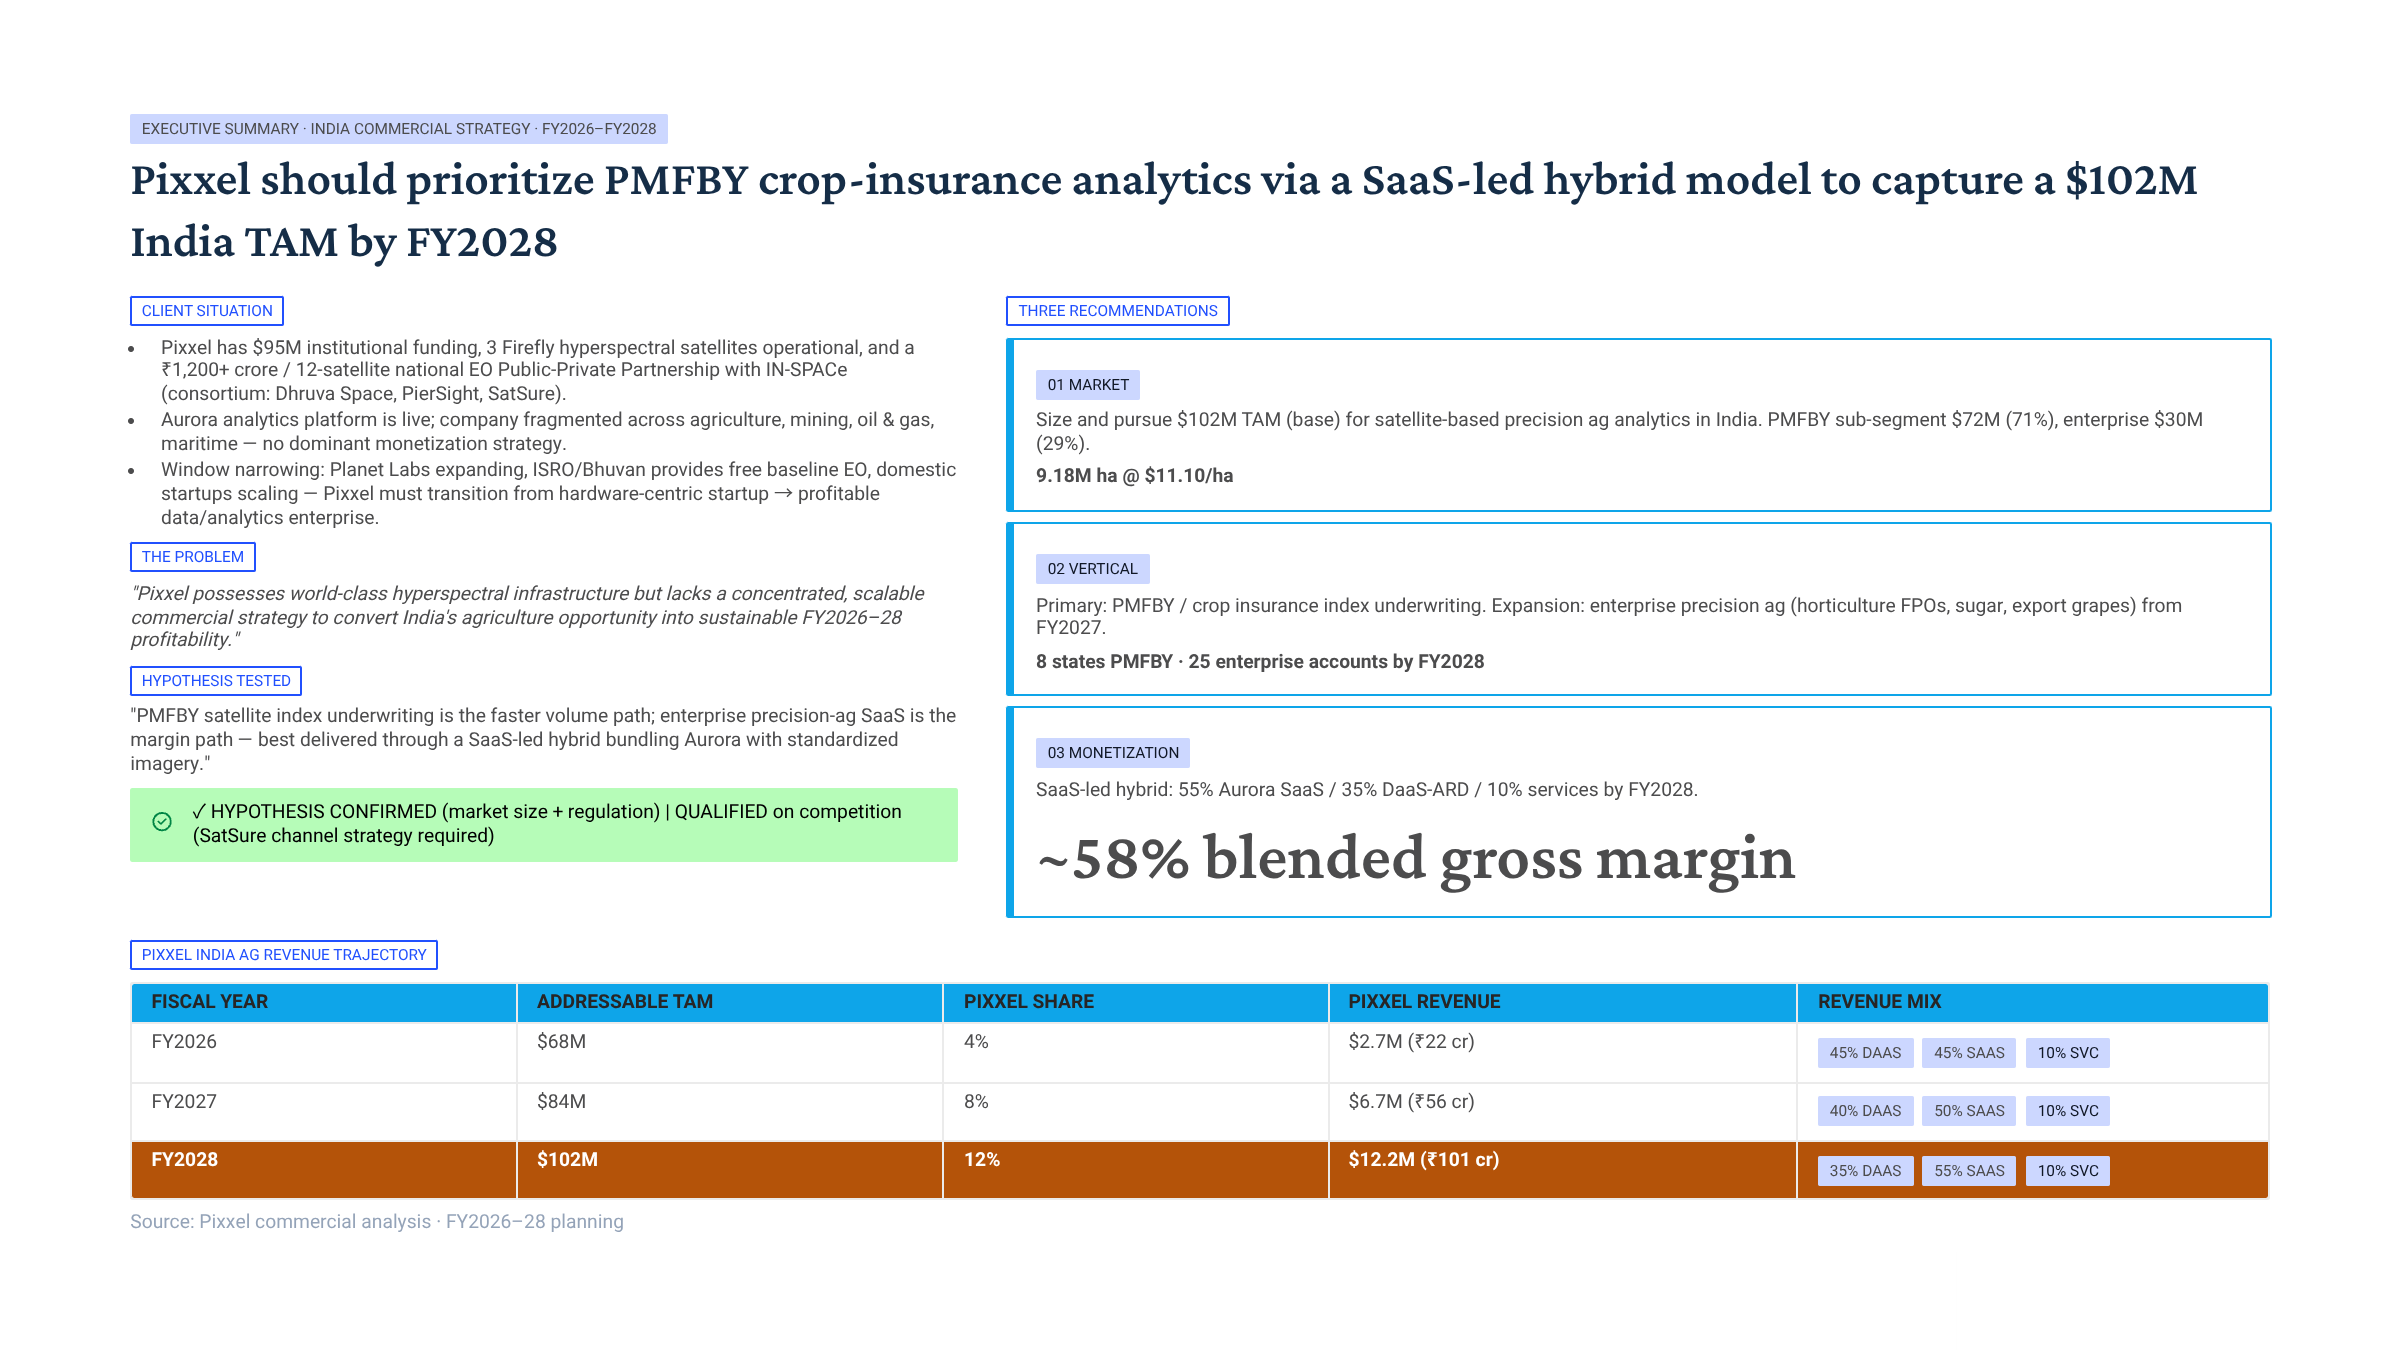 EXECUTIVE SUMMARY · INDIA COMMERCIAL STRATEGY · FY2026–FY2028
Pixxel should prioritize PMFBY crop-insurance analytics via a SaaS-led hybrid model to capture a $102M
India TAM by FY2028
CLIENT SITUATION
• Pixxel has $95M institutional funding, 3 Firefly hyperspectral satellites operational, and a
₹1,200+ crore / 12-satellite national EO Public-Private Partnership with IN-SPACe
(consortium: Dhruva Space, PierSight, SatSure).
• Aurora analytics platform is live; company fragmented across agriculture, mining, oil & gas,
maritime — no dominant monetization strategy.
• Window narrowing: Planet Labs expanding, ISRO/Bhuvan provides free baseline EO, domestic
startups scaling — Pixxel must transition from hardware-centric startup → profitable
data/analytics enterprise.
THE PROBLEM
"Pixxel possesses world-class hyperspectral infrastructure but lacks a concentrated, scalable
commercial strategy to convert India's agriculture opportunity into sustainable FY2026–28
profitability."
HYPOTHESIS TESTED
"PMFBY satellite index underwriting is the faster volume path; enterprise precision-ag SaaS is the
margin path — best delivered through a SaaS-led hybrid bundling Aurora with standardized
imagery."
✓ HYPOTHESIS CONFIRMED (market size + regulation) | QUALIFIED on competition
(SatSure channel strategy required)
THREE RECOMMENDATIONS
01 MARKET
Size and pursue $102M TAM (base) for satellite-based precision ag analytics in India. PMFBY sub-segment $72M (71%), enterprise $30M
(29%).
9.18M ha @ $11.10/ha
02 VERTICAL
Primary: PMFBY / crop insurance index underwriting. Expansion: enterprise precision ag (horticulture FPOs, sugar, export grapes) from
FY2027.
8 states PMFBY · 25 enterprise accounts by FY2028
03 MONETIZATION
SaaS-led hybrid: 55% Aurora SaaS / 35% DaaS-ARD / 10% services by FY2028.
~58% blended gross margin
PIXXEL INDIA AG REVENUE TRAJECTORY
FISCAL YEAR ADDRESSABLE TAM PIXXEL SHARE PIXXEL REVENUE REVENUE MIX
FY2026 $68M 4% $2.7M (₹22 cr) 45% DAAS 45% SAAS 10% SVC
FY2027 $84M 8% $6.7M (₹56 cr) 40% DAAS 50% SAAS 10% SVC
FY2028 $102M 12% $12.2M (₹101 cr) 35% DAAS 55% SAAS 10% SVC
Source: Pixxel commercial analysis · FY2026–28 planning